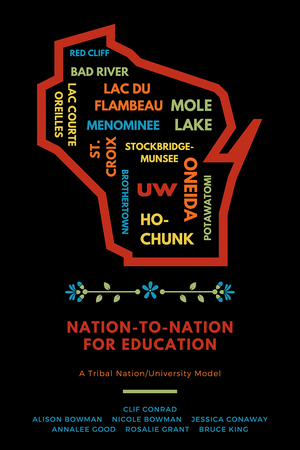 RED CLIFF
BAD RIVER
LAC DU
FLAMBEAU
LAC COURTE
OREILLES
MOLE
LAKE
MENOMINEE
ST.
CROIX
STOCKBRIDGE-
MUNSEE
BROTHERTOWN
UW
ONEIDA
POTAWATOMI
HO-
CHUNK
NATION-TO-NATION
FOR EDUCATION
A Tribal Nation/University Model
CLIF CONRAD
ALISON BOWMAN NICOLE BOWMAN JESSICA CONAWAY
ANNALEE GOOD ROSALIE GRANT BRUCE KING